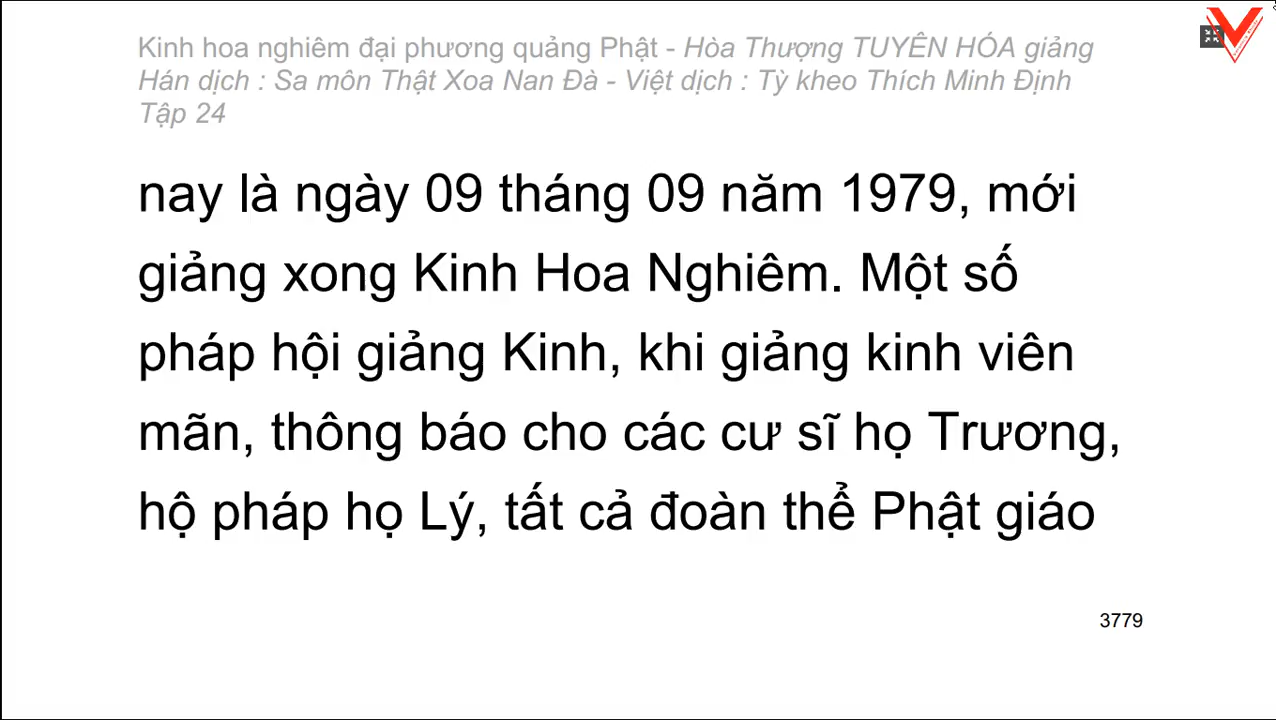 Kinh hoa nghiêm đại phương quảng Phật - Hòa Thượng TUYÊN HÓA giảng
Hán dịch : Sa môn Thật Xoa Nan Đà - Việt dịch : Tỳ kheo Thích Minh Định
Tập 24
nay là ngày 09 tháng 09 năm 1979, mới
giảng xong Kinh Hoa Nghiêm. Một số
pháp hội giảng Kinh, khi giảng kinh viên
mãn, thông báo cho các cư sĩ họ Trương,
hộ pháp họ Lý, tất cả đoàn thể Phật giáo
3779